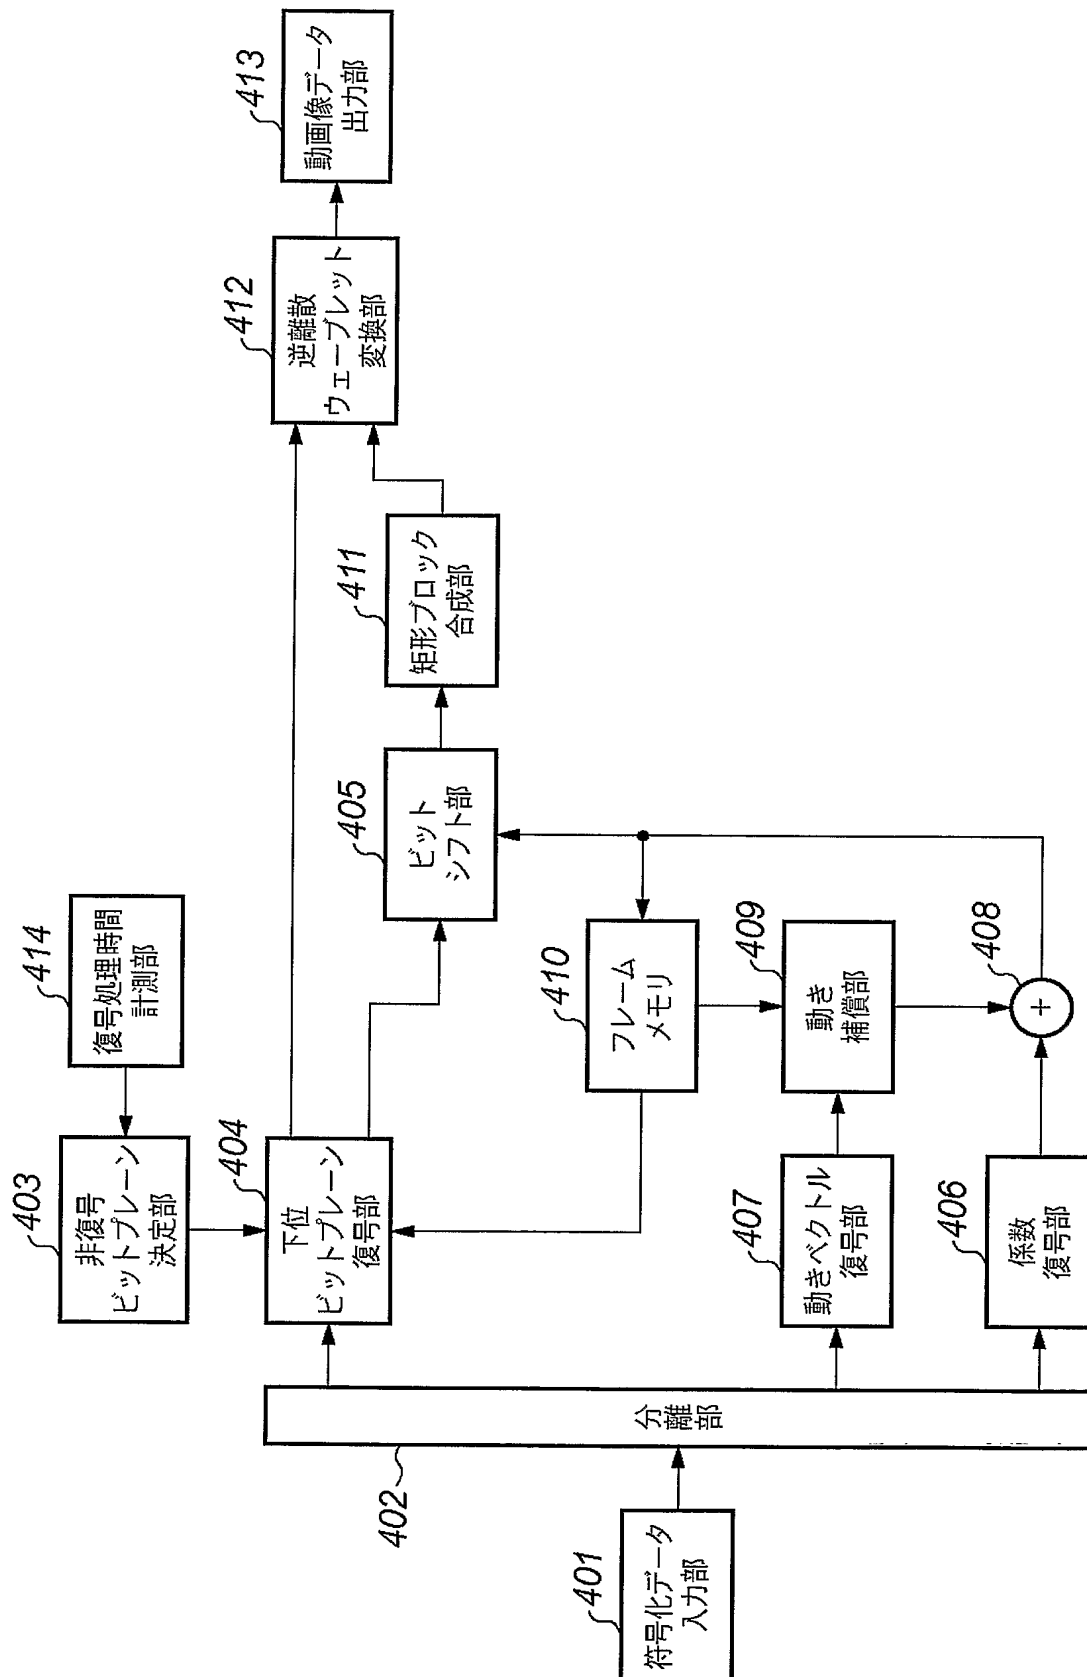 414
復号処理時間
計測部
403
非復号
ビットプレーン
決定部
404
下位
ビットプレーン
復号部
412
逆離散
ウェーブレット
変換部
413
動画像データ
出力部
405
ビット
シフト部
411
矩形ブロック
合成部
410
フレーム
メモリ
401
符号化データ
入力部
402
分離部
407
動きベクトル
復号部
409
動き
補償部
406
係数
復号部
408
+